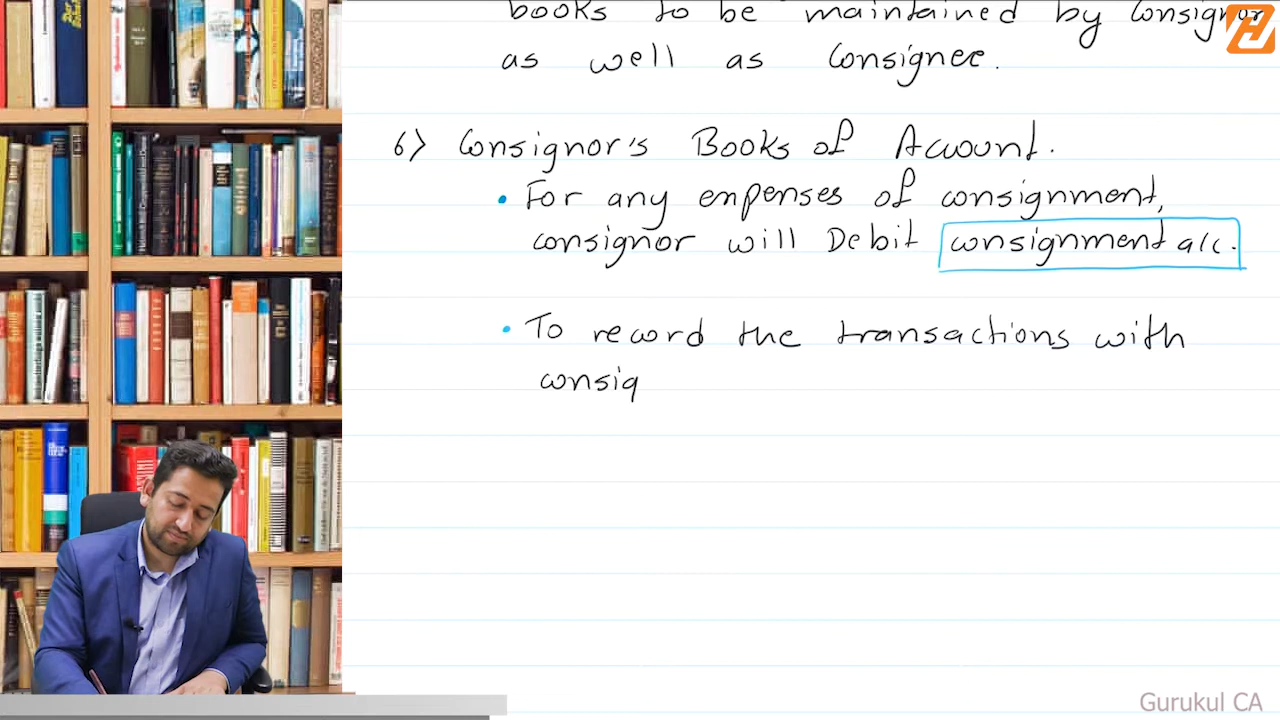 books to be maintained by Consignor
as well as Consignee.
6) Consignor's Books of Account.
• For any expenses of consignment,
consignor will Debit consignment a/c.
• To record the transactions with
consig
Gurukul CA